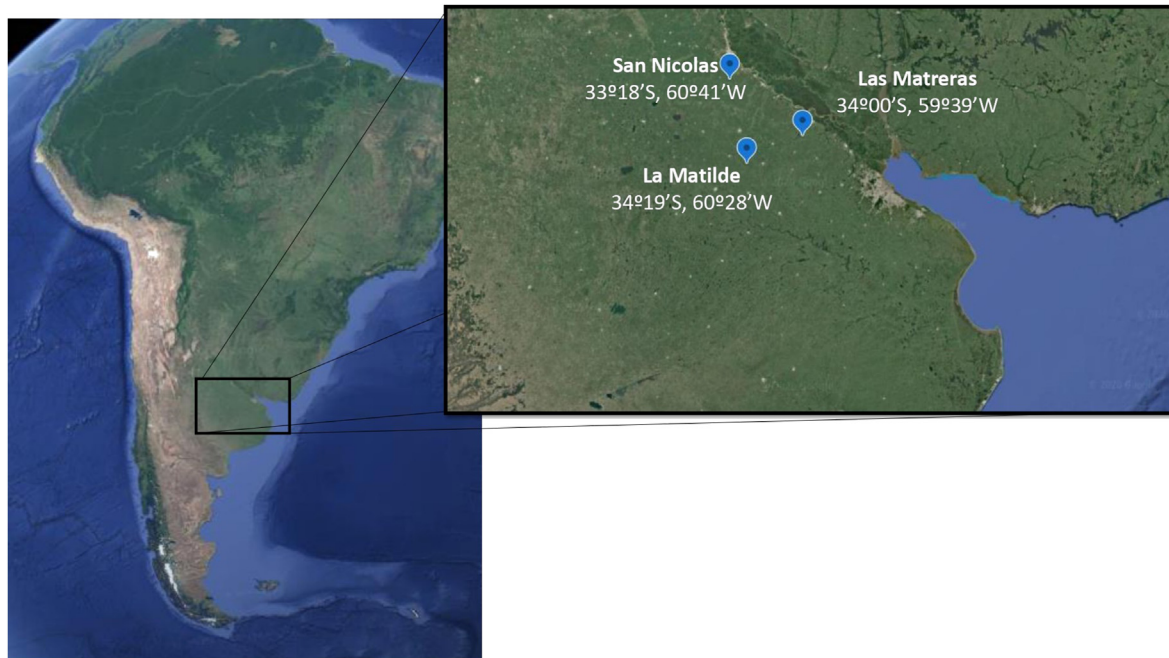 San Nicolas
33º18'S, 60º41'W
Las Matreras
34º00'S, 59º39'W
La Matilde
34º19'S, 60º28'W